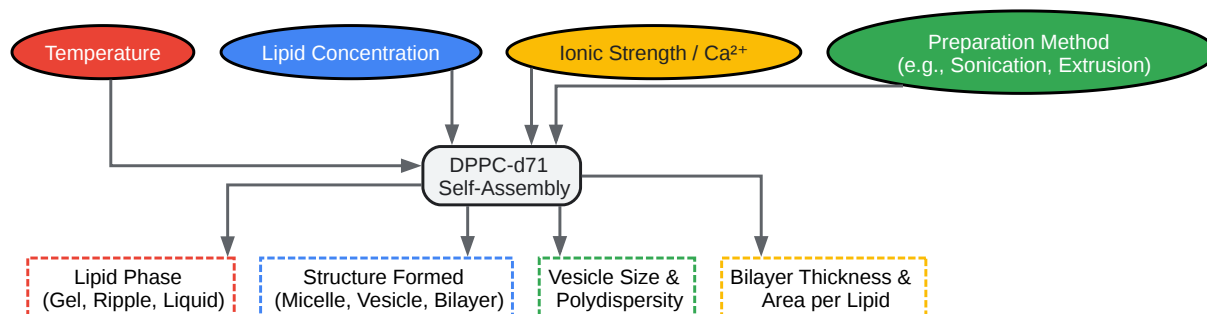 Temperature
Lipid Concentration
Ionic Strength / Ca²⁺
Preparation Method
(e.g., Sonication, Extrusion)
DPPC-d71
Self-Assembly
Lipid Phase
(Gel, Ripple, Liquid)
Structure Formed
(Micelle, Vesicle, Bilayer)
Vesicle Size &
Polydispersity
Bilayer Thickness &
Area per Lipid